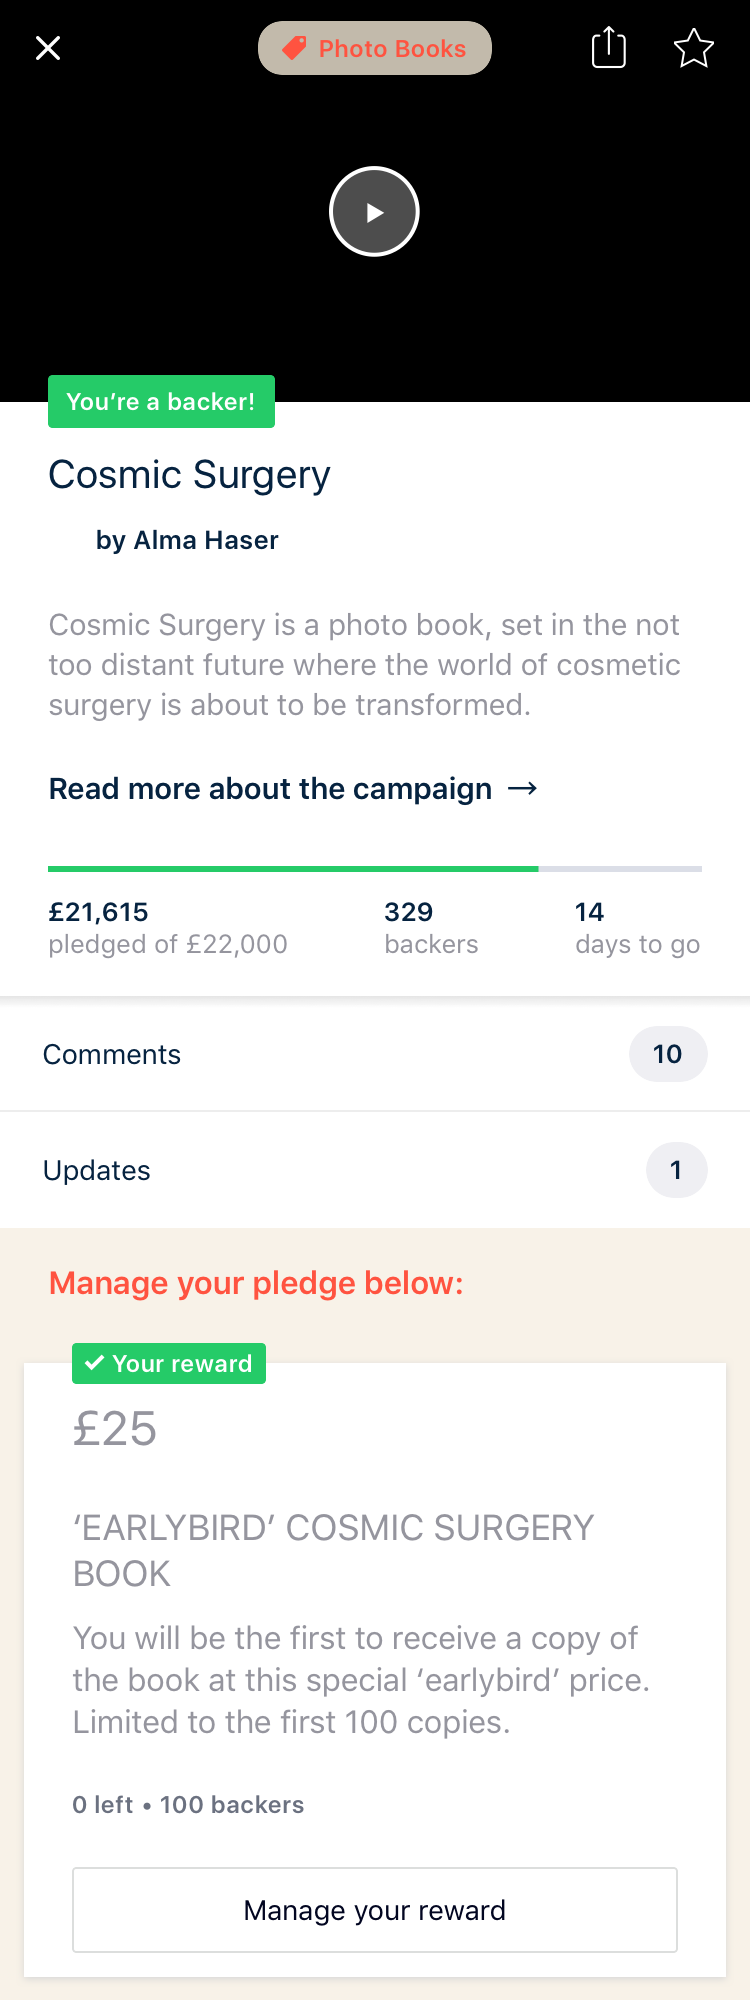 Photo Books
You’re a backer!
Cosmic Surgery
by Alma Haser
Cosmic Surgery is a photo book, set in the not
too distant future where the world of cosmetic
surgery is about to be transformed.
Read more about the campaign →
£21,615 329 14
pledged of £22,000 backers days to go
Comments 10
Updates 1
Manage your pledge below:
Your reward
£25
‘EARLYBIRD’ COSMIC SURGERY
BOOK
You will be the first to receive a copy of
the book at this special ‘earlybird’ price.
Limited to the first 100 copies.
0 left • 100 backers
Manage your reward